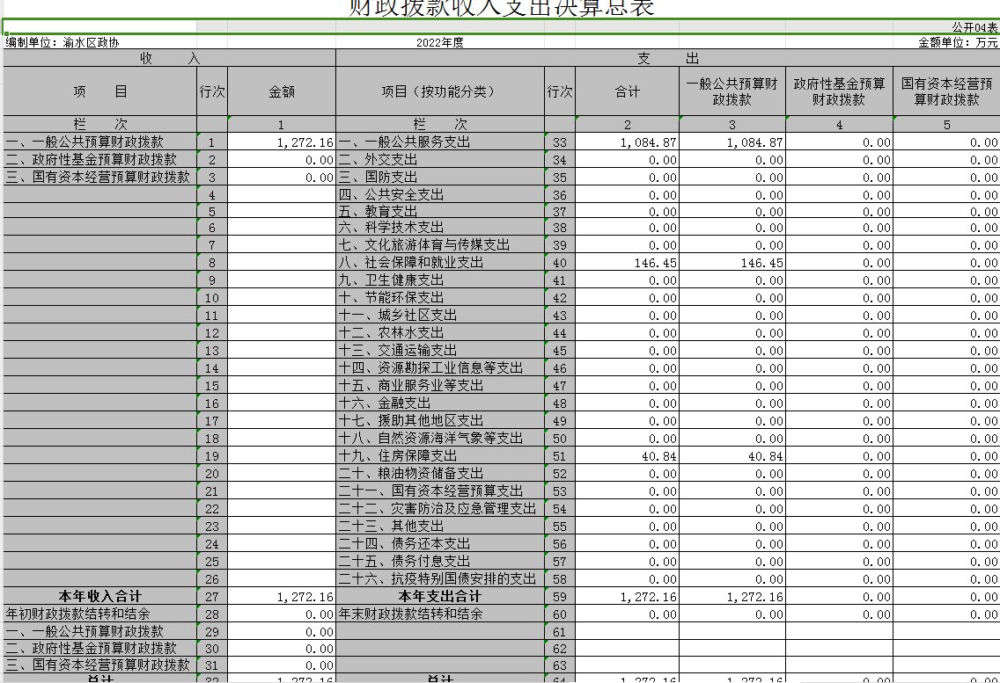 财政拨款收入支出决算总表
公开04表
编制单位：渝水区政协 2022年度 金额单位：万元
收 入 支 出
项 目 行次 金额 项目（按功能分类） 行次 合计 一般公共预算财政拨款 政府性基金预算财政拨款 国有资本经营预算财政拨款
栏 次 1 栏 次 2 3 4 5
一、一般公共预算财政拨款 1 1,272.16 一、一般公共服务支出 33 1,084.87 1,084.87 0.00 0.00
二、政府性基金预算财政拨款 2 0.00 二、外交支出 34 0.00 0.00 0.00 0.00
三、国有资本经营预算财政拨款 3 0.00 三、国防支出 35 0.00 0.00 0.00 0.00
4 四、公共安全支出 36 0.00 0.00 0.00 0.00
5 五、教育支出 37 0.00 0.00 0.00 0.00
6 六、科学技术支出 38 0.00 0.00 0.00 0.00
7 七、文化旅游体育与传媒支出 39 0.00 0.00 0.00 0.00
8 八、社会保障和就业支出 40 146.45 146.45 0.00 0.00
9 九、卫生健康支出 41 0.00 0.00 0.00 0.00
10 十、节能环保支出 42 0.00 0.00 0.00 0.00
11 十一、城乡社区支出 43 0.00 0.00 0.00 0.00
12 十二、农林水支出 44 0.00 0.00 0.00 0.00
13 十三、交通运输支出 45 0.00 0.00 0.00 0.00
14 十四、资源勘探工业信息等支出 46 0.00 0.00 0.00 0.00
15 十五、商业服务业等支出 47 0.00 0.00 0.00 0.00
16 十六、金融支出 48 0.00 0.00 0.00 0.00
17 十七、援助其他地区支出 49 0.00 0.00 0.00 0.00
18 十八、自然资源海洋气象等支出 50 0.00 0.00 0.00 0.00
19 十九、住房保障支出 51 40.84 40.84 0.00 0.00
20 二十、粮油物资储备支出 52 0.00 0.00 0.00 0.00
21 二十一、国有资本经营预算支出 53 0.00 0.00 0.00 0.00
22 二十二、灾害防治及应急管理支出 54 0.00 0.00 0.00 0.00
23 二十三、其他支出 55 0.00 0.00 0.00 0.00
24 二十四、债务还本支出 56 0.00 0.00 0.00 0.00
25 二十五、债务付息支出 57 0.00 0.00 0.00 0.00
26 二十六、抗疫特别国债安排的支出 58 0.00 0.00 0.00 0.00
本年收入合计 27 1,272.16 本年支出合计 59 1,272.16 1,272.16 0.00 0.00
年初财政拨款结转和结余 28 0.00 年末财政拨款结转和结余 60 0.00 0.00 0.00 0.00
一、一般公共预算财政拨款 29 0.00 61
二、政府性基金预算财政拨款 30 0.00 62
三、国有资本经营预算财政拨款 31 0.00 63
总计 32 1,272.16 总计 64 1,272.16 1,272.16 0.00 0.00